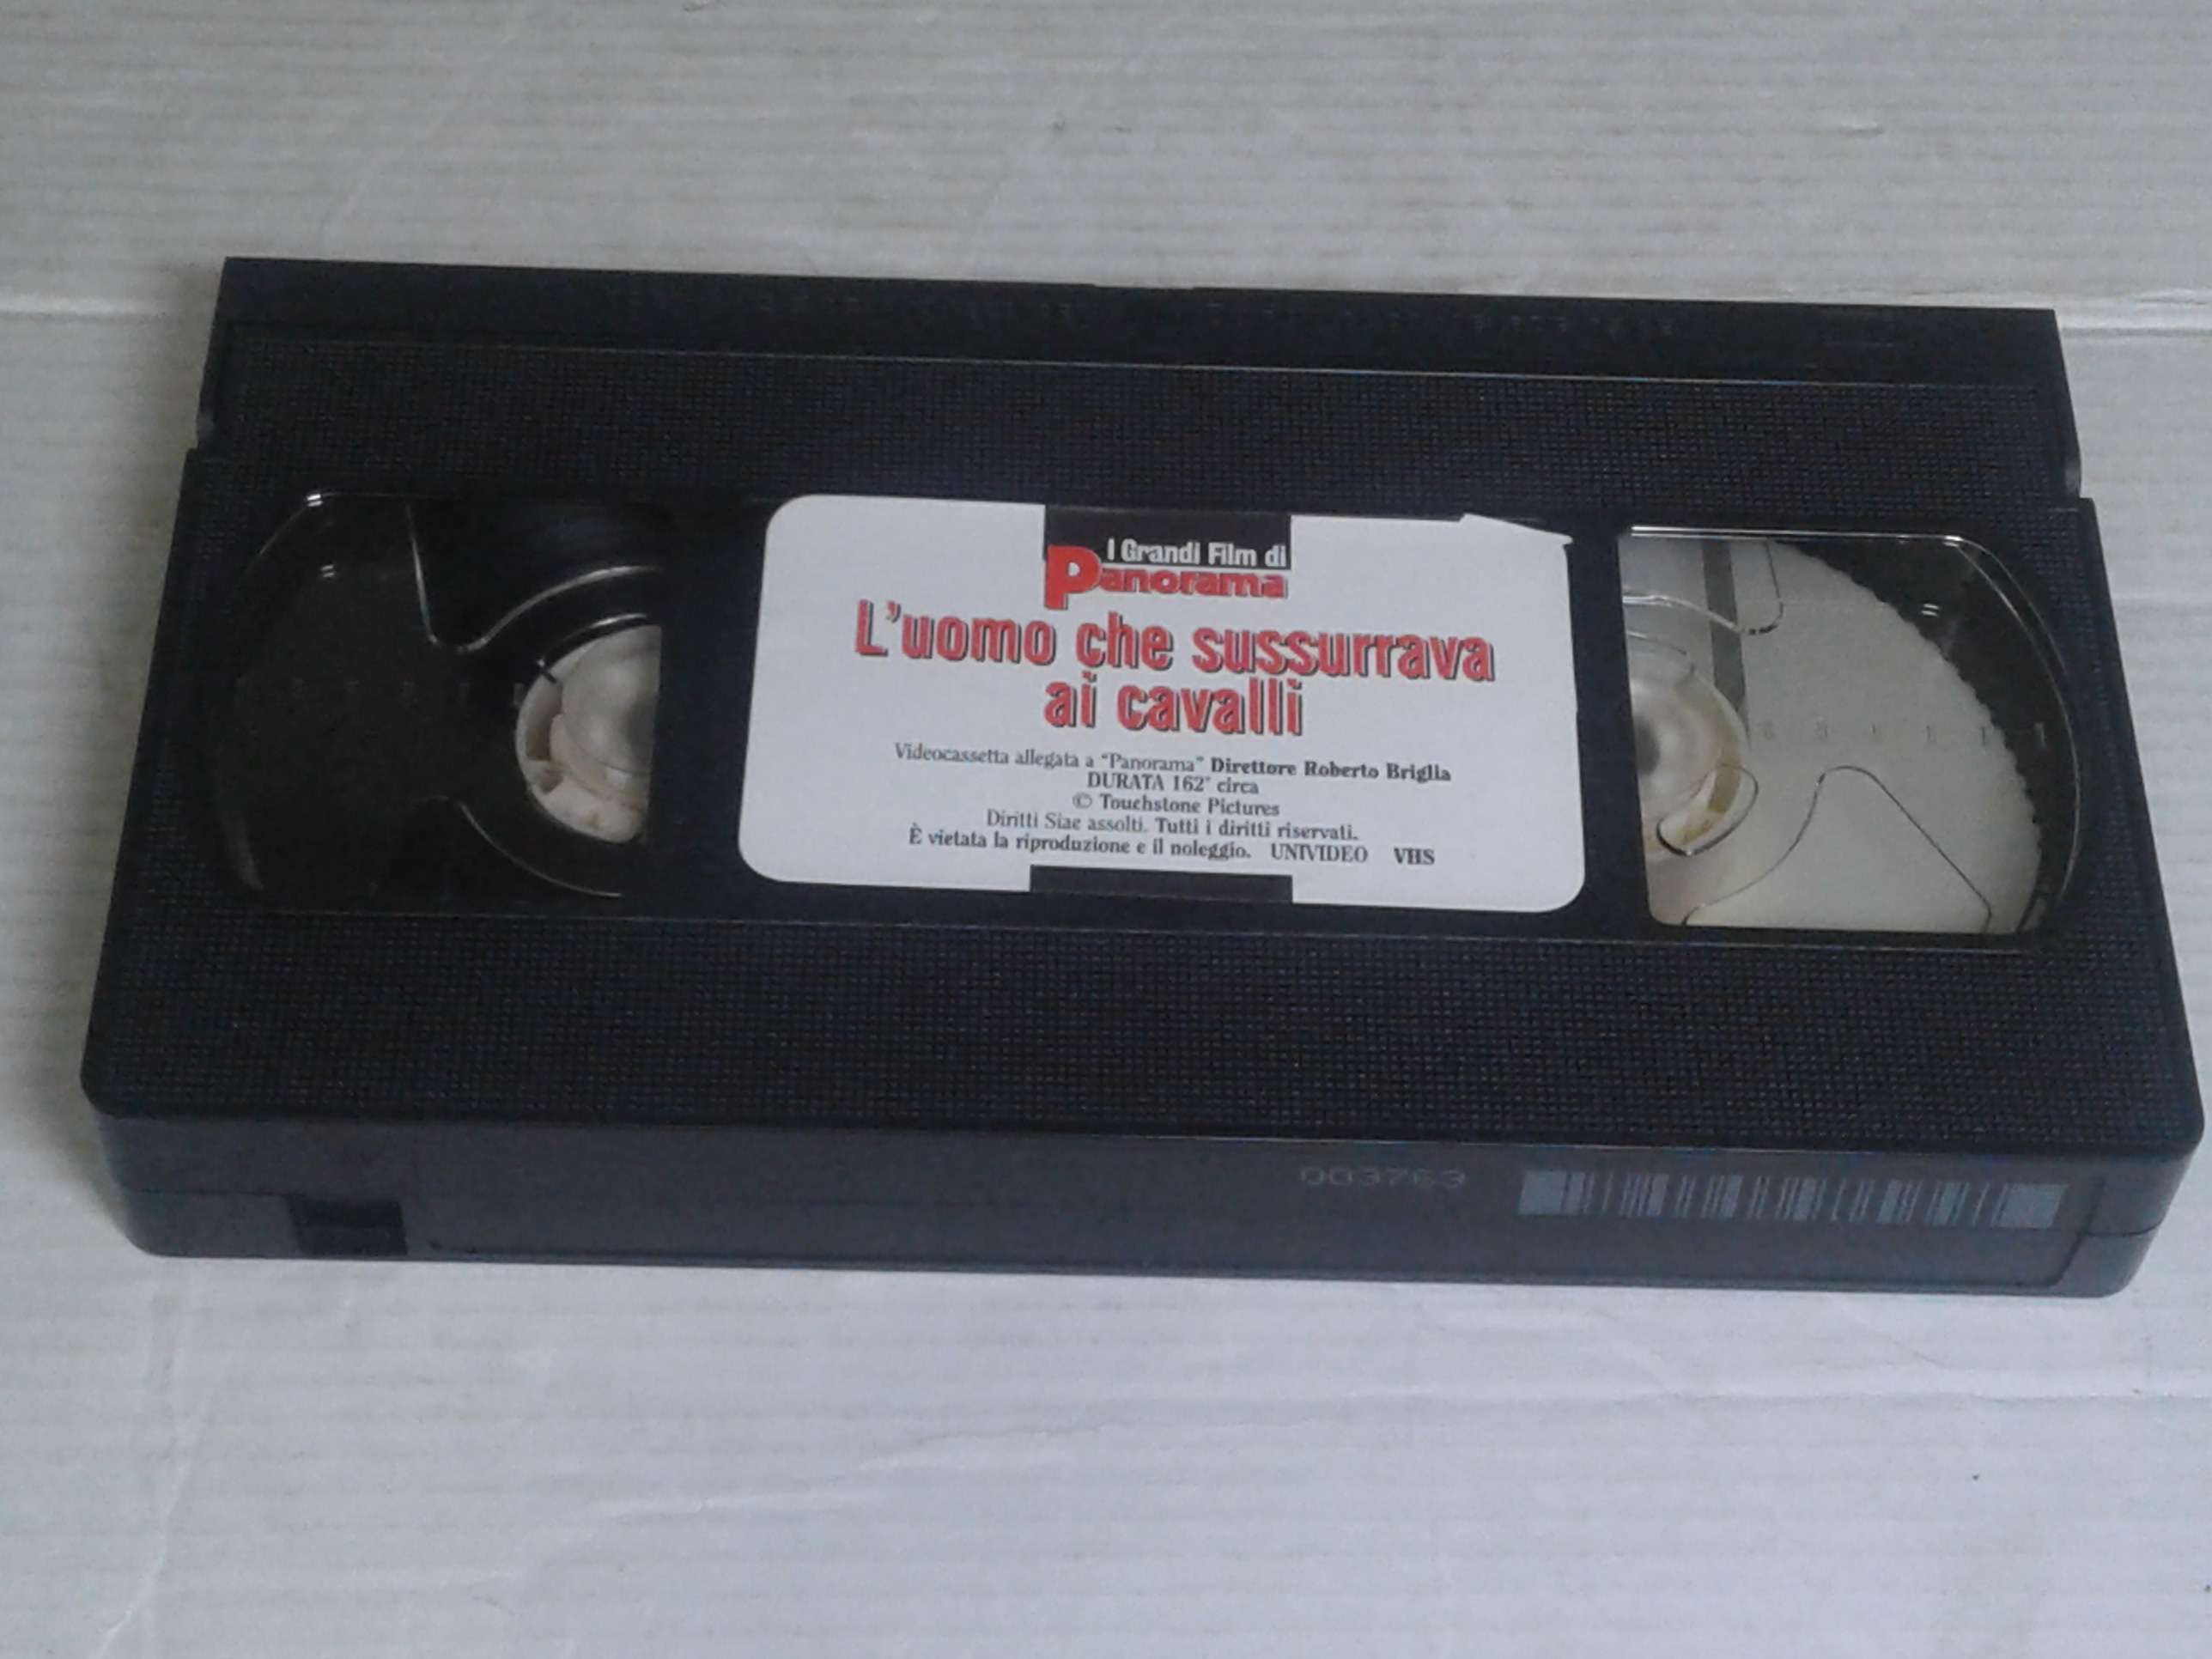 I Grandi Film di
Panorama
L'uomo che sussurrava
ai cavalli
Videocassetta allegata a "Panorama" Direttore Roberto Briglia
DURATA 162' circa
© Touchstone Pictures
Diritti Siae assolti. Tutti i diritti riservati.
È vietata la riproduzione e il noleggio. UNIVIDEO VHS
003763